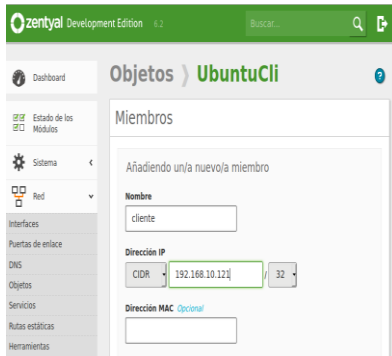 zentyal Development Edition 6.2
Buscar...
Dashboard
Estado de los
Módulos
Sistema
Red
Interfaces
Puertas de enlace
DNS
Objetos
Servicios
Rutas estáticas
Herramientas
Objetos > UbuntuCli
?
Miembros
Añadiendo un/a nuevo/a miembro
Nombre
cliente
Dirección IP
CIDR 192.168.10.121 / 32
Dirección MAC Opcional